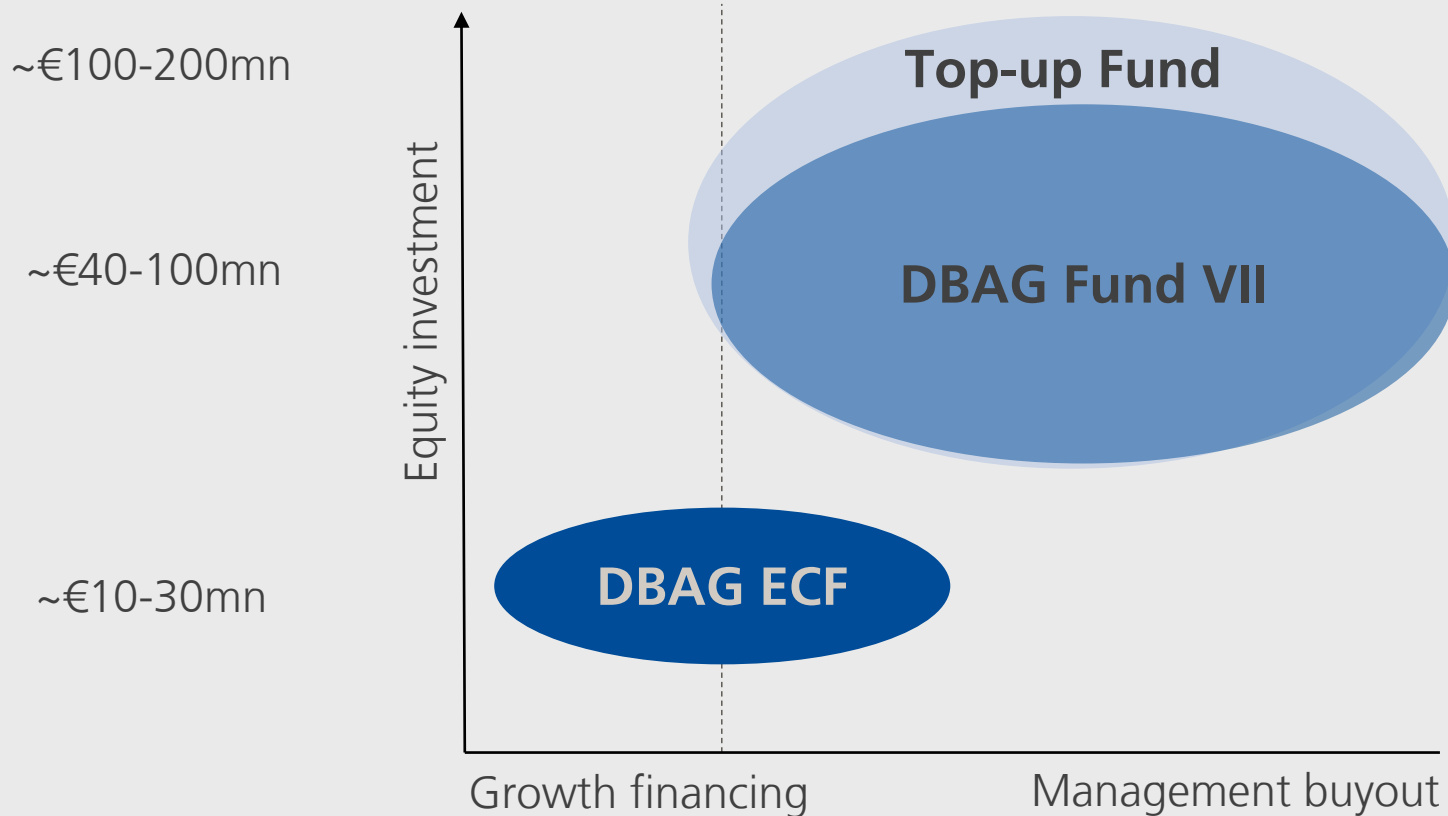 ~€100-200mn
Top-up Fund
Equity investment
~€40-100mn
DBAG Fund VII
~€10-30mn
DBAG ECF
Growth financing
Management buyout